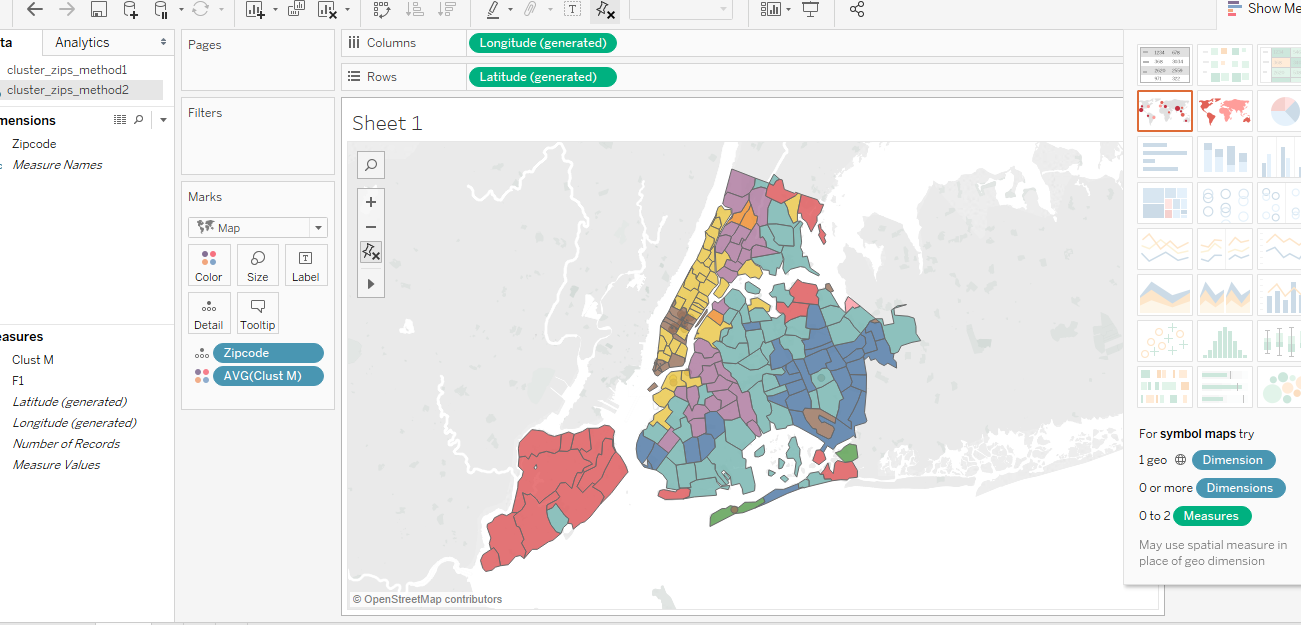 Show Me
ta
Analytics
cluster_zips_method1
cluster_zips_method2
mensions
Zipcode
Measure Names
easures
Clust M
F1
Latitude (generated)
Longitude (generated)
Number of Records
Measure Values
Pages
Filters
Marks
Map
Color
Size
Label
Detail
Tooltip
Zipcode
AVG(Clust M)
Columns
Longitude (generated)
Rows
Latitude (generated)
Sheet 1
© OpenStreetMap contributors
For symbol maps try
1 geo Dimension
0 or more Dimensions
0 to 2 Measures
May use spatial measure in
place of geo dimension